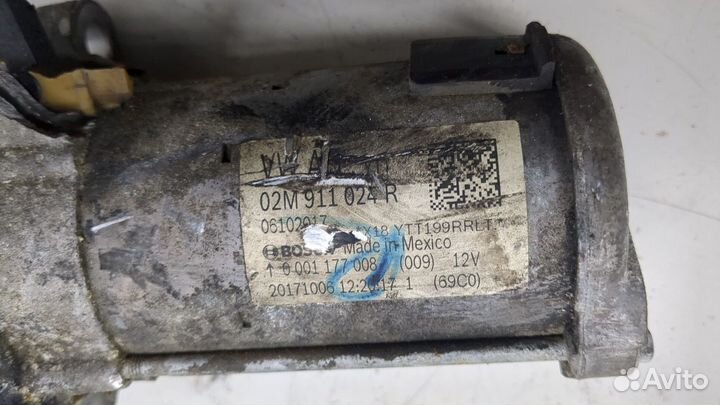 02M 911 024 R
06102017 X18 YTT199RRLT*
BOSCH Made in Mexico
0 001 177 008 (009) 12V
20171006 12:20:17 1 (69C0)
Avito